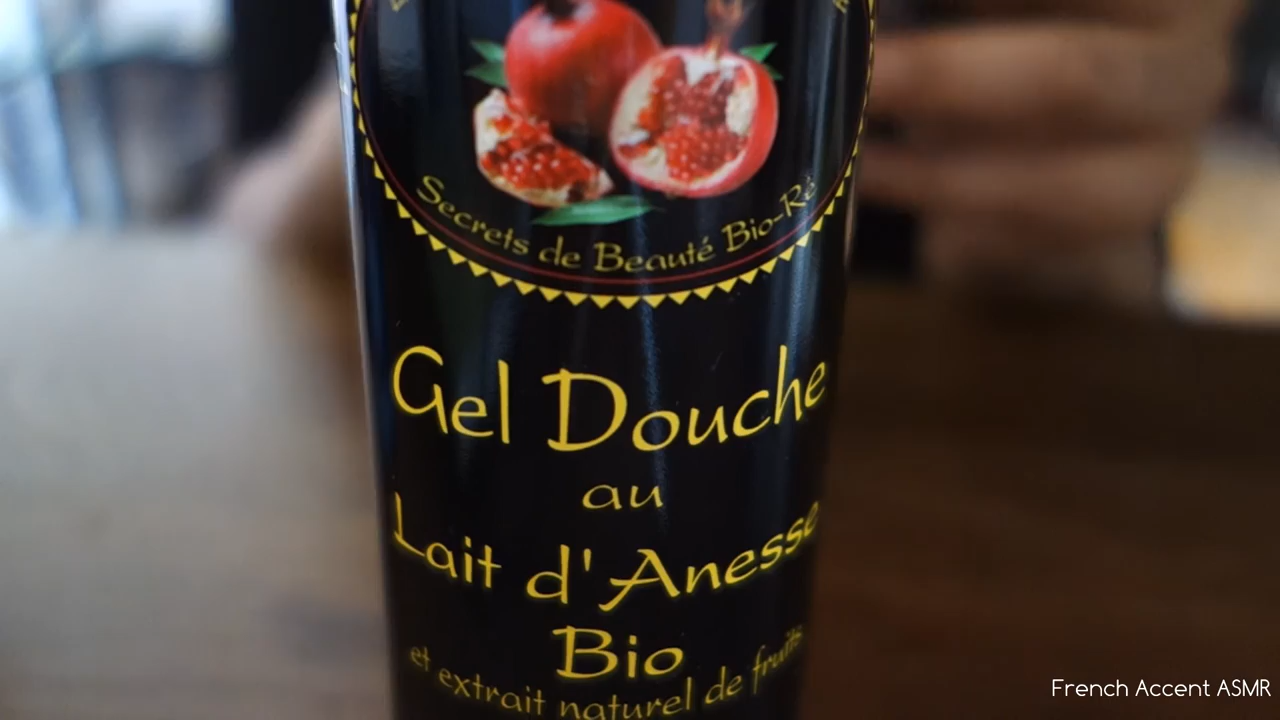 Secrets de Beauté Bio-Ré
Gel Douche
au
Lait d'Anesse
Bio
et extrait naturel de fruits
French Accent ASMR